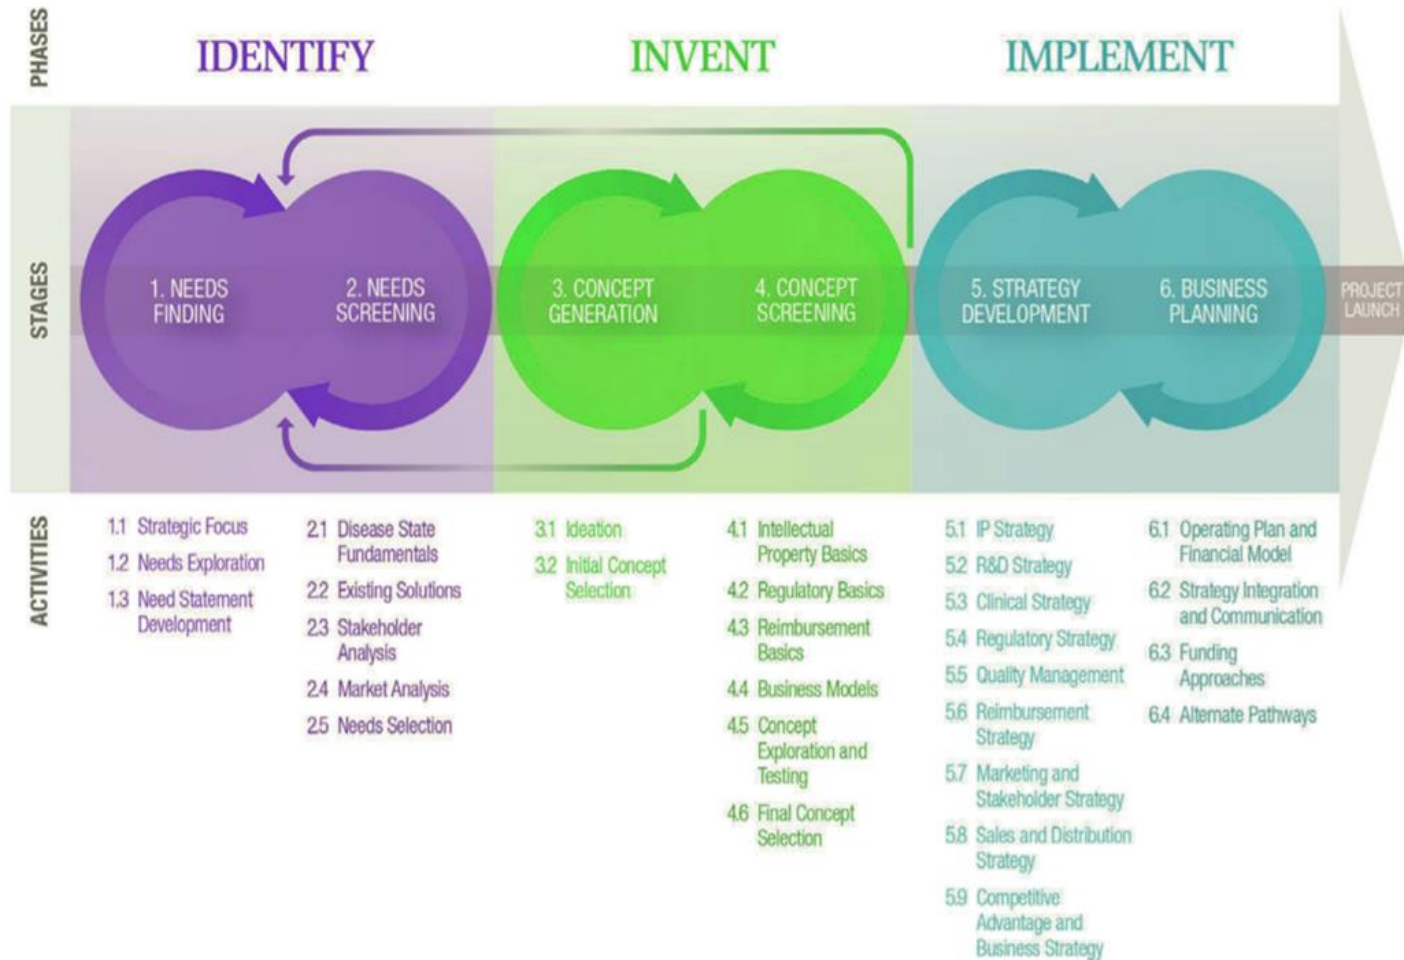 PHASES
IDENTIFY
INVENT
IMPLEMENT
STAGES
1. NEEDS
FINDING
2. NEEDS
SCREENING
3. CONCEPT
GENERATION
4. CONCEPT
SCREENING
5. STRATEGY
DEVELOPMENT
6. BUSINESS
PLANNING
PROJECT
LAUNCH
ACTIVITIES
1.1 Strategic Focus
1.2 Needs Exploration
1.3 Need Statement
Development
2.1 Disease State
Fundamentals
2.2 Existing Solutions
2.3 Stakeholder
Analysis
2.4 Market Analysis
2.5 Needs Selection
3.1 Ideation
3.2 Initial Concept
Selection
4.1 Intellectual
Property Basics
4.2 Regulatory Basics
4.3 Reimbursement
Basics
4.4 Business Models
4.5 Concept
Exploration and
Testing
4.6 Final Concept
Selection
5.1 IP Strategy
5.2 R&D Strategy
5.3 Clinical Strategy
5.4 Regulatory Strategy
5.5 Quality Management
5.6 Reimbursement
Strategy
5.7 Marketing and
Stakeholder Strategy
5.8 Sales and Distribution
Strategy
5.9 Competitive
Advantage and
Business Strategy
6.1 Operating Plan and
Financial Model
6.2 Strategy Integration
and Communication
6.3 Funding
Approaches
6.4 Alternate Pathways